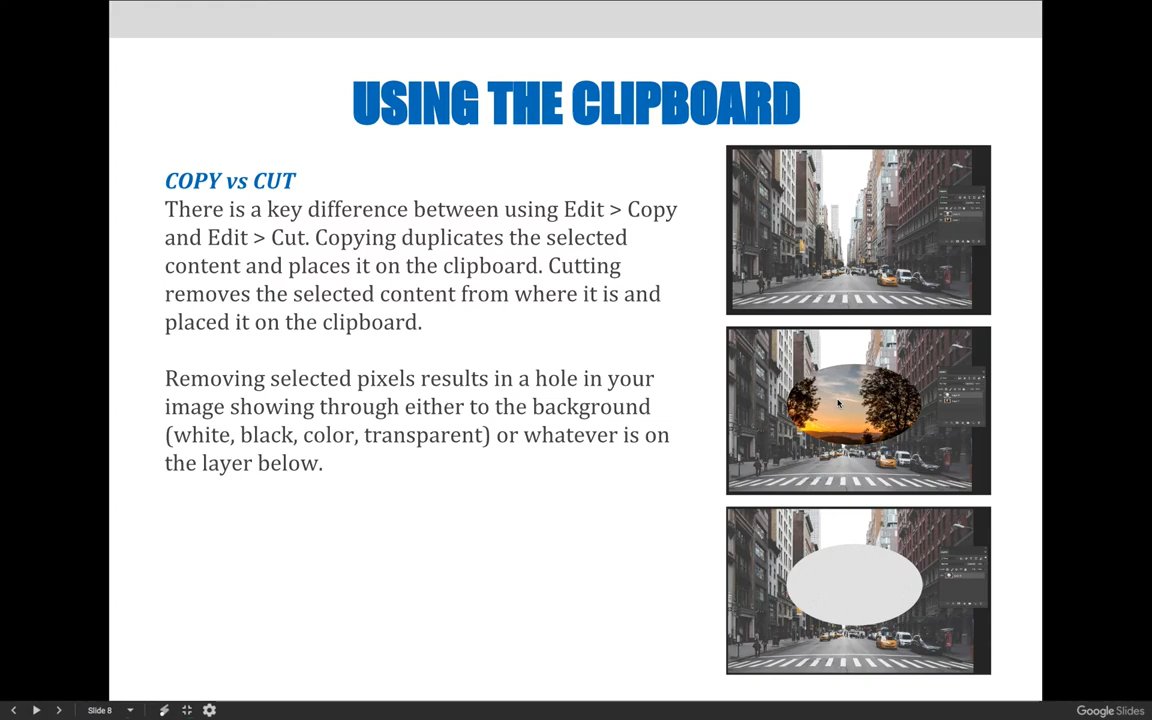 USING THE CLIPBOARD
COPY vs CUT
There is a key difference between using Edit > Copy
and Edit > Cut. Copying duplicates the selected
content and places it on the clipboard. Cutting
removes the selected content from where it is and
placed it on the clipboard.
Removing selected pixels results in a hole in your
image showing through either to the background
(white, black, color, transparent) or whatever is on
the layer below.
Slide 8
Google Slides